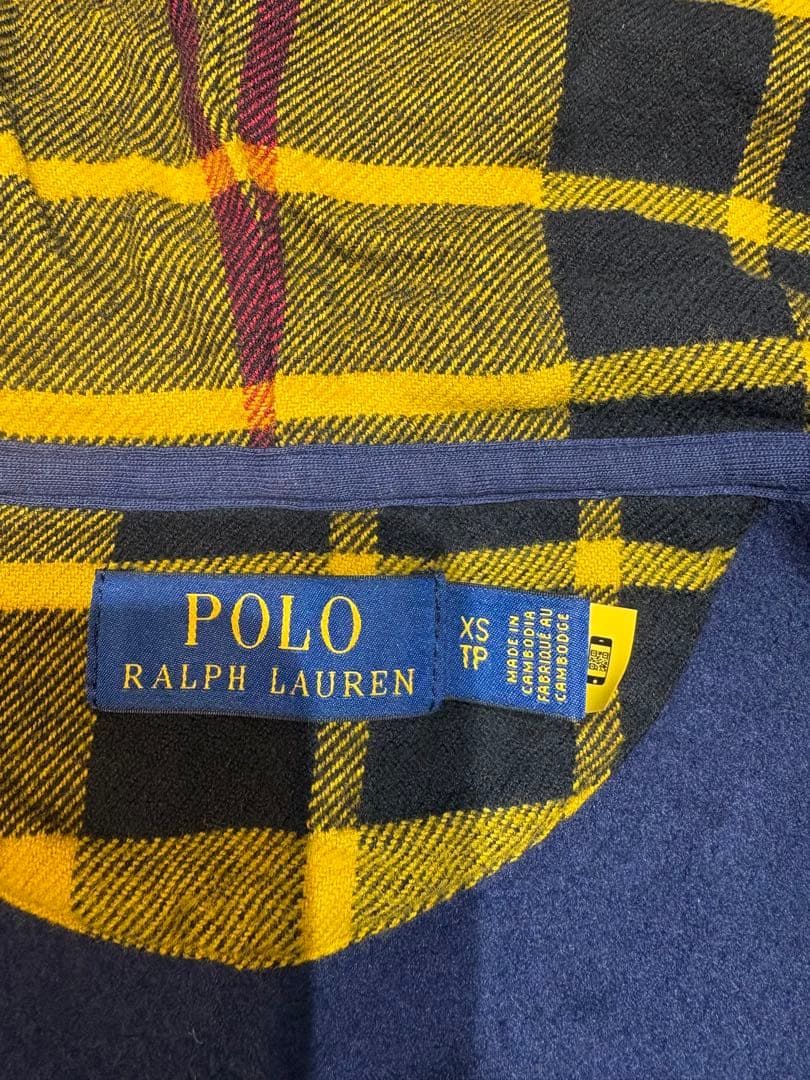 POLO
RALPH LAUREN
XS
TP
MADE IN
CAMBODIA
FABRIQUÉ AU
CAMBODGE